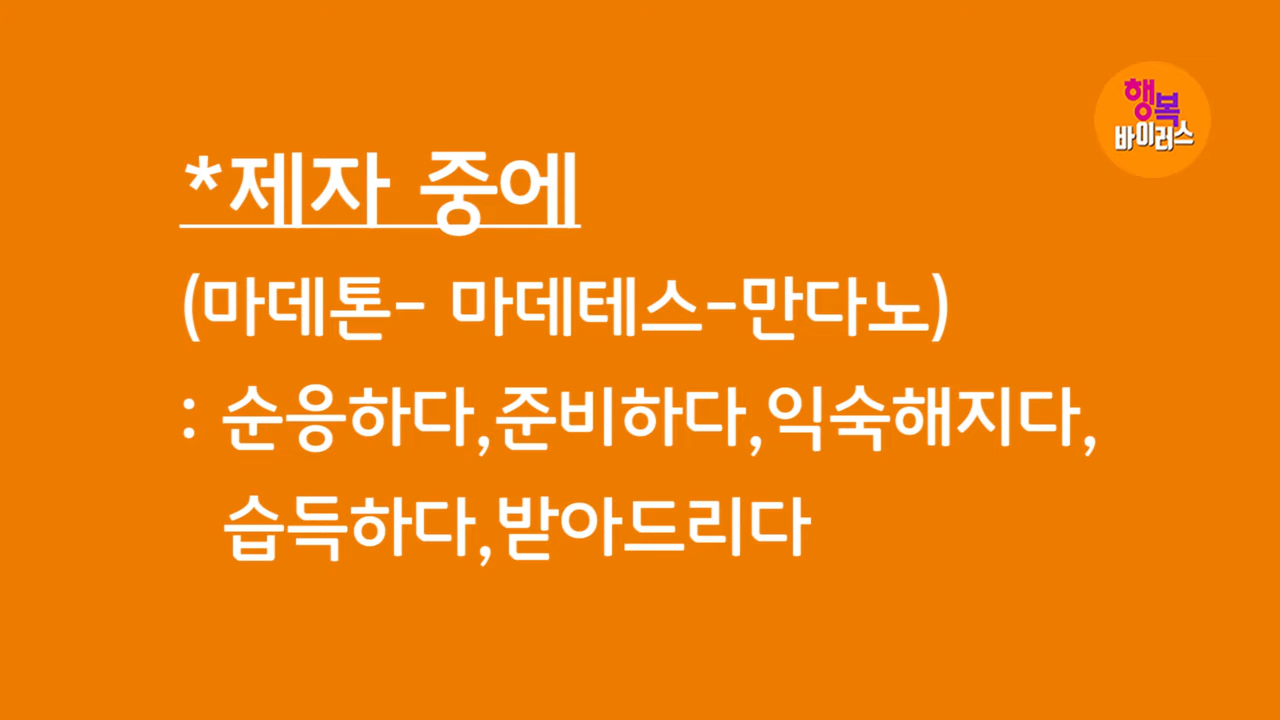 행복
바이러스
*제자 중에
(마데톤- 마데테스-만다노)
: 순응하다,준비하다,익숙해지다,
습득하다,받아드리다